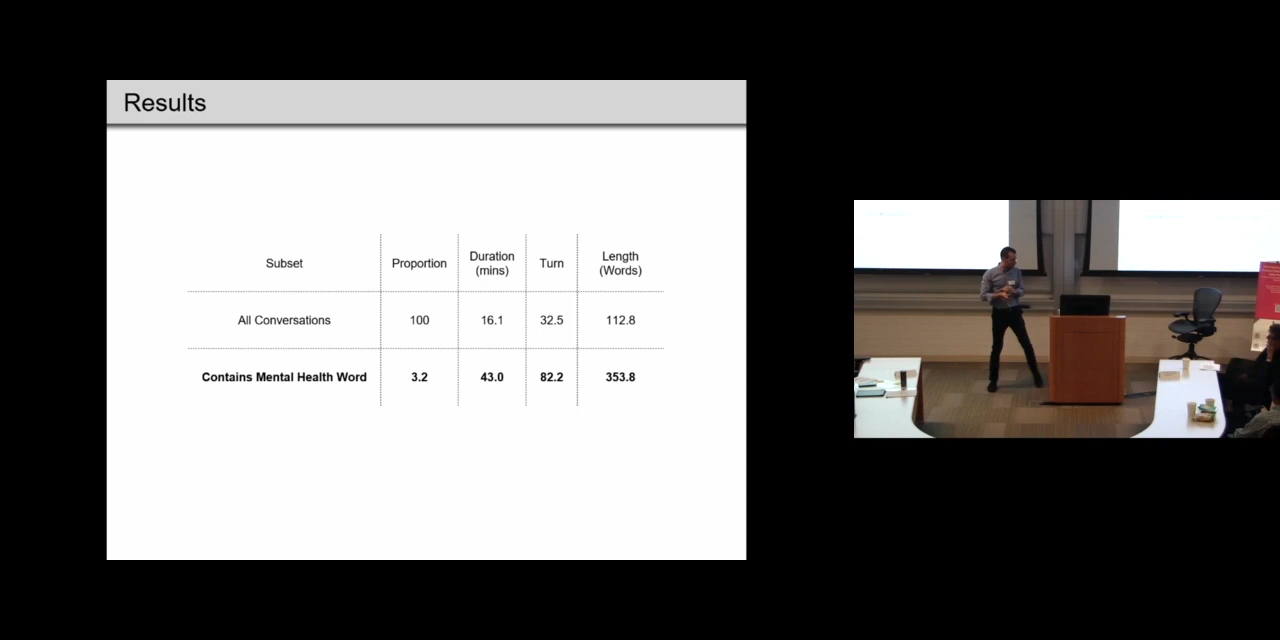 Results
Subset Proportion Duration (mins) Turn Length (Words)
All Conversations 100 16.1 32.5 112.8
Contains Mental Health Word 3.2 43.0 82.2 353.8